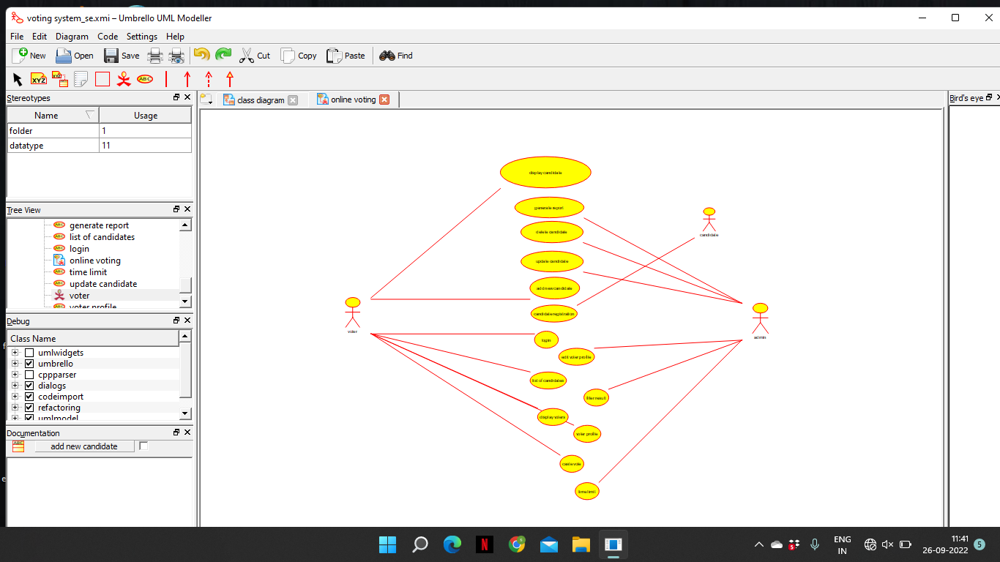 voting system_se.xmi – Umbrello UML Modeller
File Edit Diagram Code Settings Help
New Open Save Cut Copy Paste Find
XYZ XYZ ABC
Stereotypes
Name Usage
folder 1
datatype 11
Tree View
generate report
list of candidates
login
online voting
time limit
update candidate
voter
voter profile
Debug
Class Name
umlwidgets
umbrello
cppparser
dialogs
codeimport
refactoring
umlmodel
Documentation
add new candidate
class diagram online voting
Bird's eye
display candidate
generate report
delete candidate
update candidate
add new candidate
candidate registration
login
edit voter profile
list of candidates
filter result
display voters
voter profile
caste vote
time limit
voter
candidate
admin
ENG
IN
11:41
26-09-2022
5